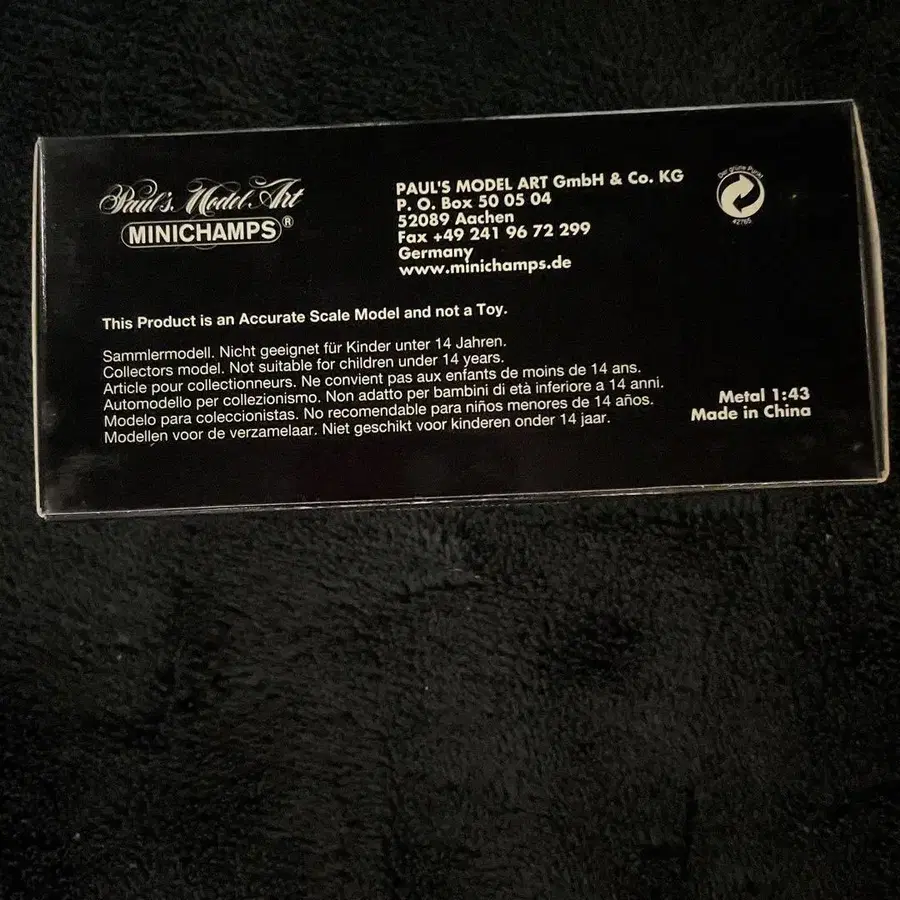 Paul's Model Art
MINICHAMPS®
PAUL'S MODEL ART GmbH & Co. KG
P. O. Box 50 05 04
52089 Aachen
Fax +49 241 96 72 299
Germany
www.minichamps.de
Der grüne Punkt
42765
This Product is an Accurate Scale Model and not a Toy.
Sammlermodell. Nicht geeignet für Kinder unter 14 Jahren.
Collectors model. Not suitable for children under 14 years.
Article pour collectionneurs. Ne convient pas aux enfants de moins de 14 ans.
Automodello per collezionismo. Non adatto per bambini di età inferiore a 14 anni.
Modelo para coleccionistas. No recomendable para niños menores de 14 años.
Modellen voor de verzamelaar. Niet geschikt voor kinderen onder 14 jaar.
Metal 1:43
Made in China